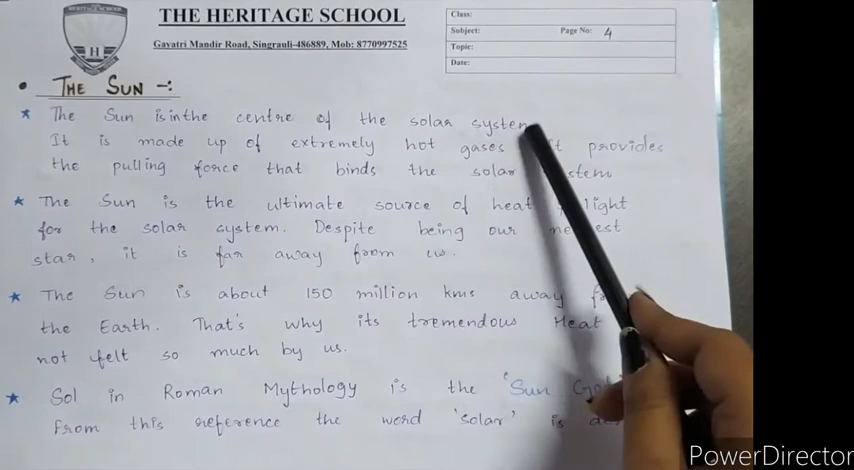 THE HERITAGE SCHOOL
Gayatri Mandir Road, Singrauli-486889, Mob: 8770997525
Class:
Subject: Page No: 4
Topic:
Date:
H
• THE SUN -:
★ The Sun is in the centre of the solar system
It is made up of extremely hot gases It provides
the pulling force that binds the solar system
★ The Sun is the ultimate source of heat light
for the solar system. Despite being our nearest
star, it is far away from us.
★ The Sun is about 150 million kms away
the Earth. That's why its tremendous Heat
not felt so much by us.
★ Sol in Roman Mythology is the 'Sun God'
From this reference the word 'solar' is
PowerDirector